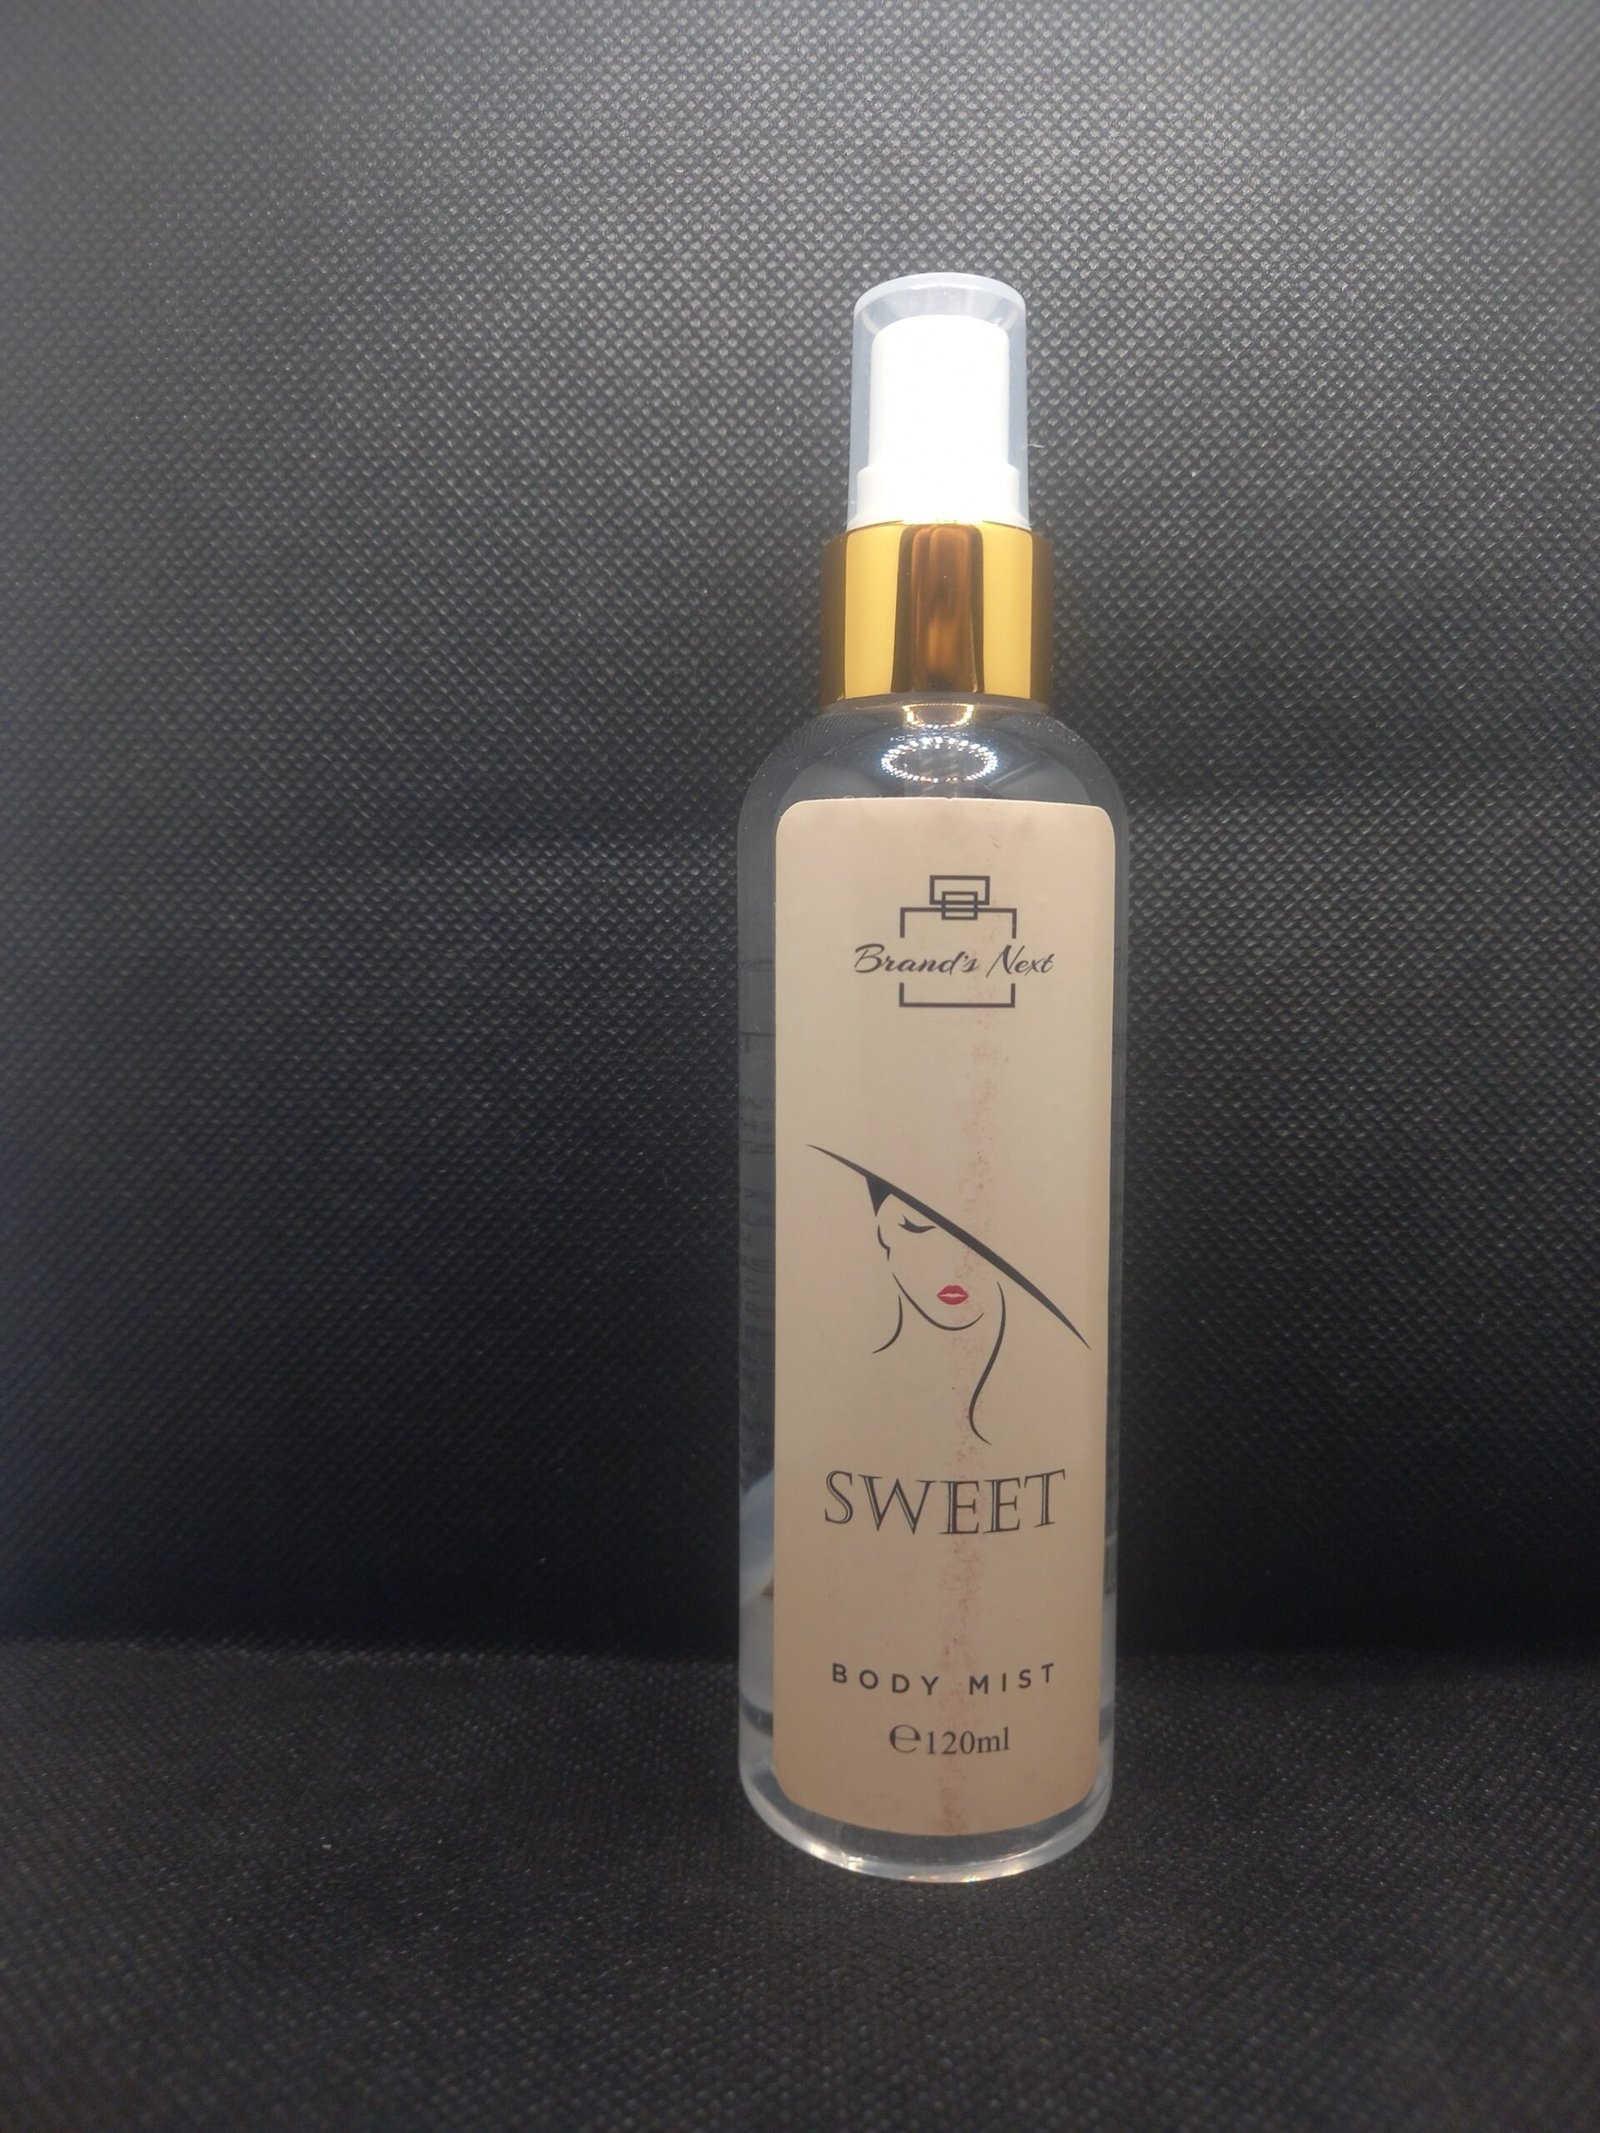 Brand's Next
SWEET
BODY MIST
℮120ml